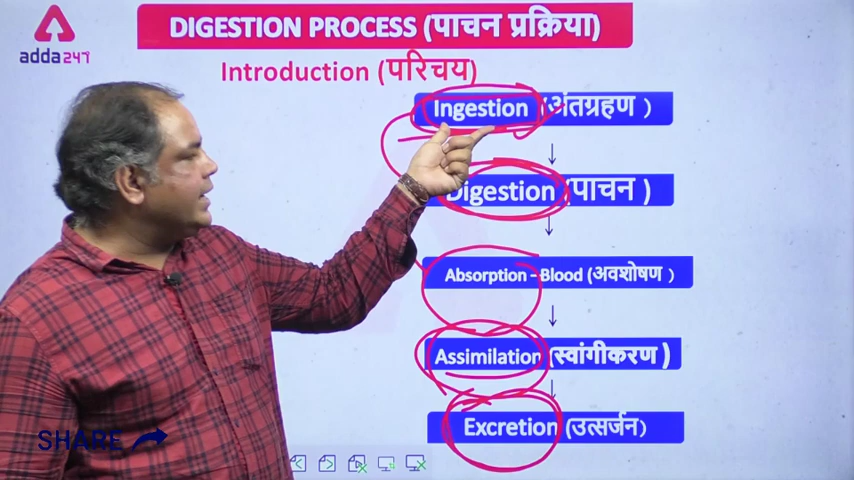 DIGESTION PROCESS (पाचन प्रक्रिया)
adda247
Introduction (परिचय)
Ingestion (अंतग्रहण )
Digestion (पाचन )
Absorption - Blood (अवशोषण )
Assimilation (स्वांगीकरण )
Excretion (उत्सर्जन)
SHARE